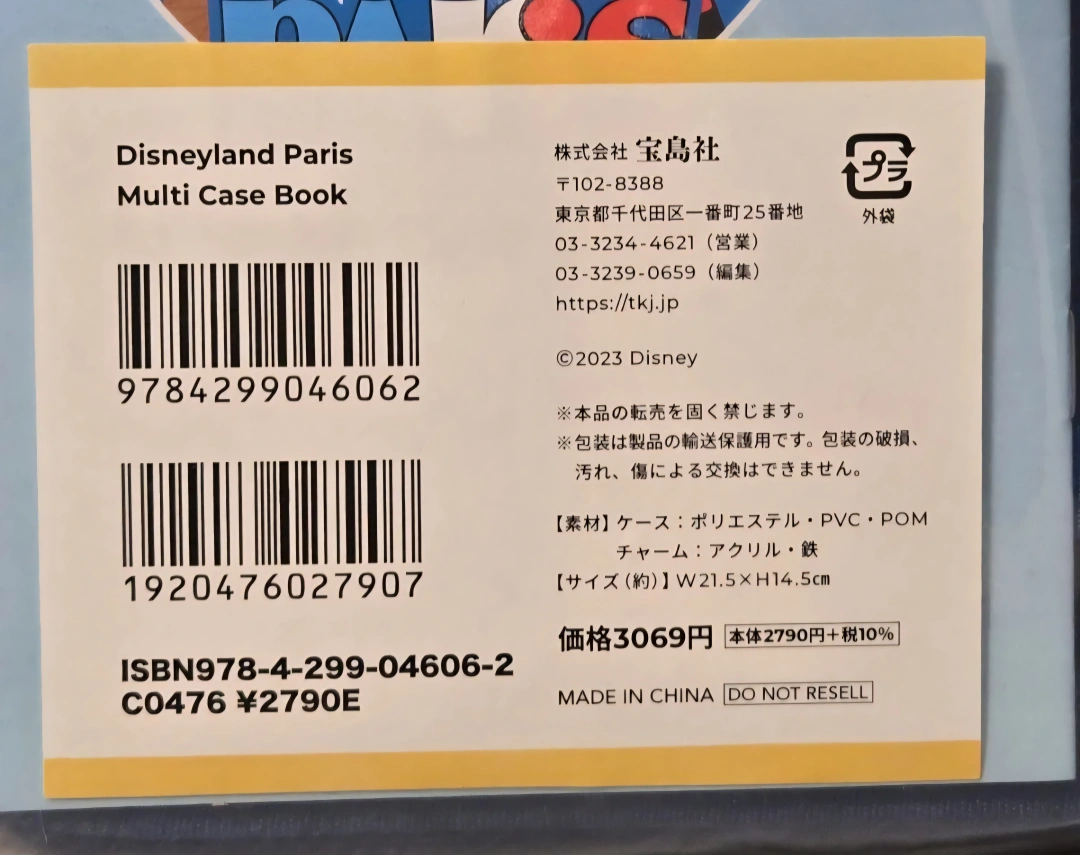 PARIS
Disneyland Paris
Multi Case Book
9784299046062
1920476027907
ISBN978-4-299-04606-2
C0476 ¥2790E
株式会社 宝島社
〒102-8388
東京都千代田区一番町25番地
03-3234-4621（営業）
03-3239-0659（編集）
https://tkj.jp
©2023 Disney
※本品の転売を固く禁じます。
※包装は製品の輸送保護用です。包装の破損、
汚れ、傷による交換はできません。
【素材】ケース：ポリエステル・PVC・POM
チャーム：アクリル・鉄
【サイズ（約）】W21.5×H14.5㎝
価格3069円 本体2790円＋税10％
MADE IN CHINA DO NOT RESELL
プラ
外袋